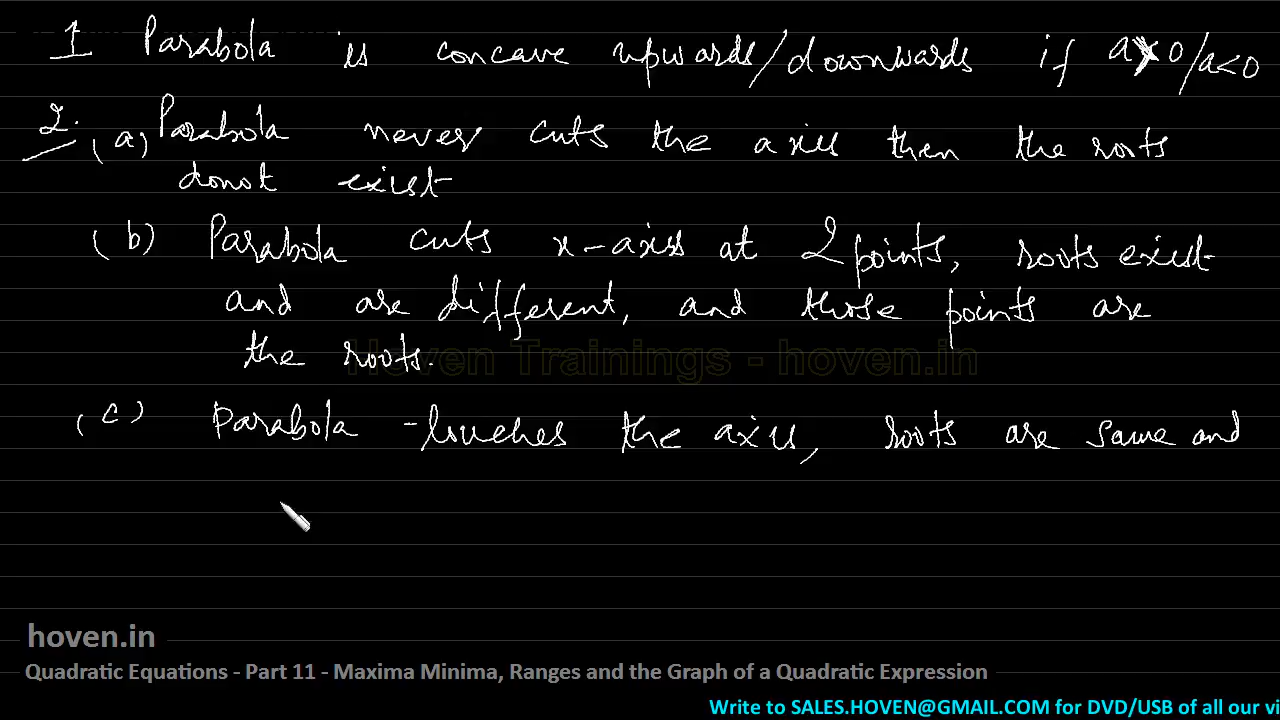 1 Parabola is concave upwards/downwards if a>0/a<0
2. (a) Parabola never cuts the axis then the roots
donot exist
(b) Parabola cuts x-axis at 2 points, roots exist
and are different, and those points are
the roots.
Hoven Trainings - hoven.in
(c) Parabola touches the axis, roots are same and
hoven.in
Quadratic Equations - Part 11 - Maxima Minima, Ranges and the Graph of a Quadratic Expression
Write to SALES.HOVEN@GMAIL.COM for DVD/USB of all our vi